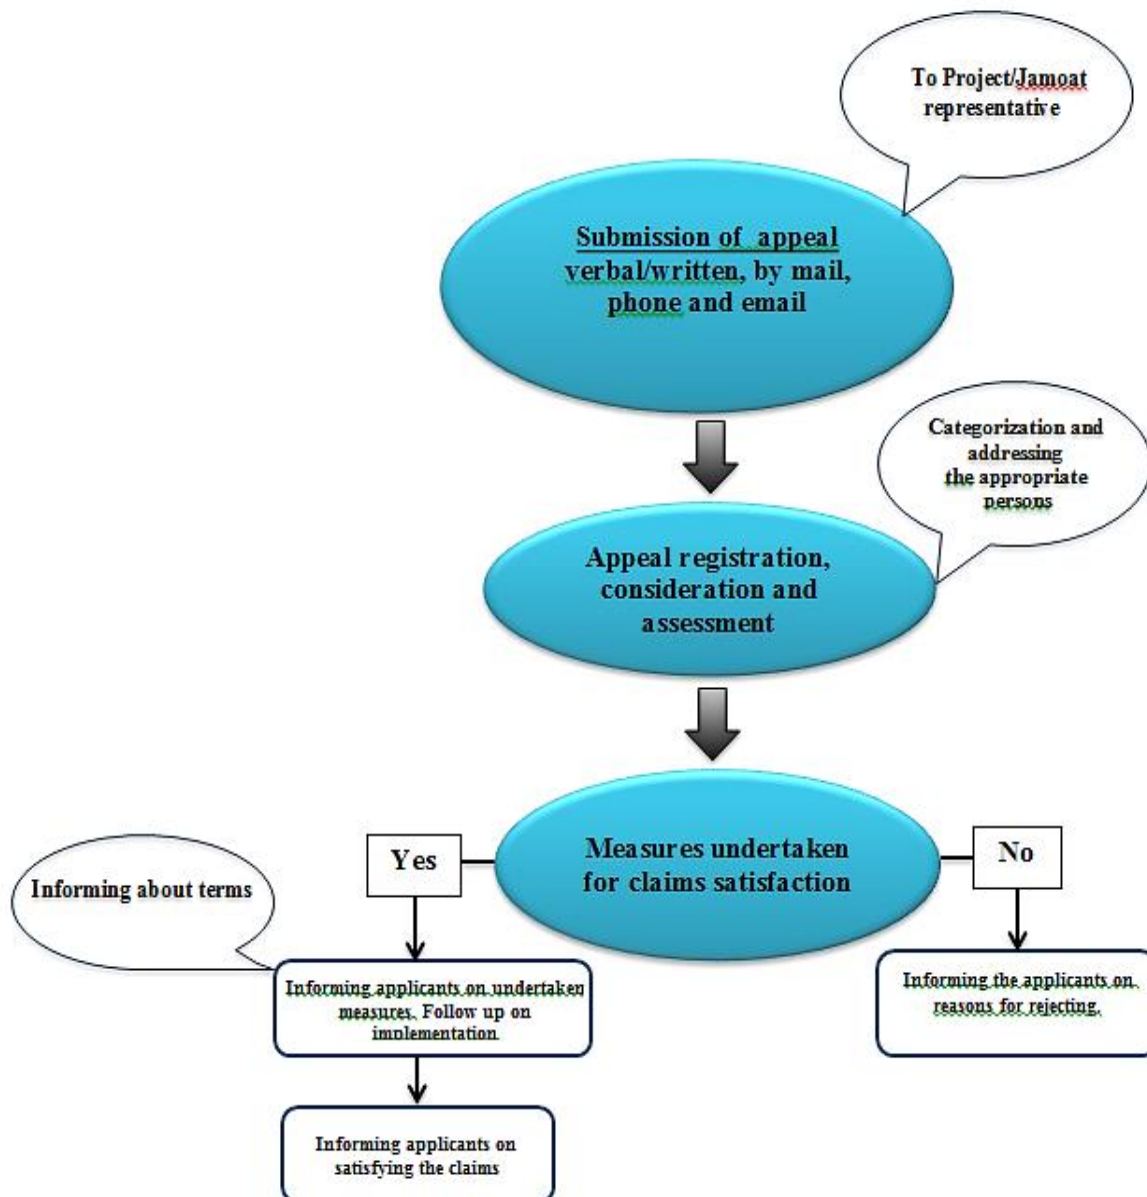 To Project/Jamoat
representative
Submission of appeal
verbal/written, by mail,
phone and email
Categorization and
addressing
the appropriate
persons
Appeal registration,
consideration and
assessment
Measures undertaken
for claims satisfaction
Yes
No
Informing about terms
Informing applicants on undertaken
measures. Follow up on
implementation
Informing the applicants on
reasons for rejecting.
Informing applicants on
satisfying the claims